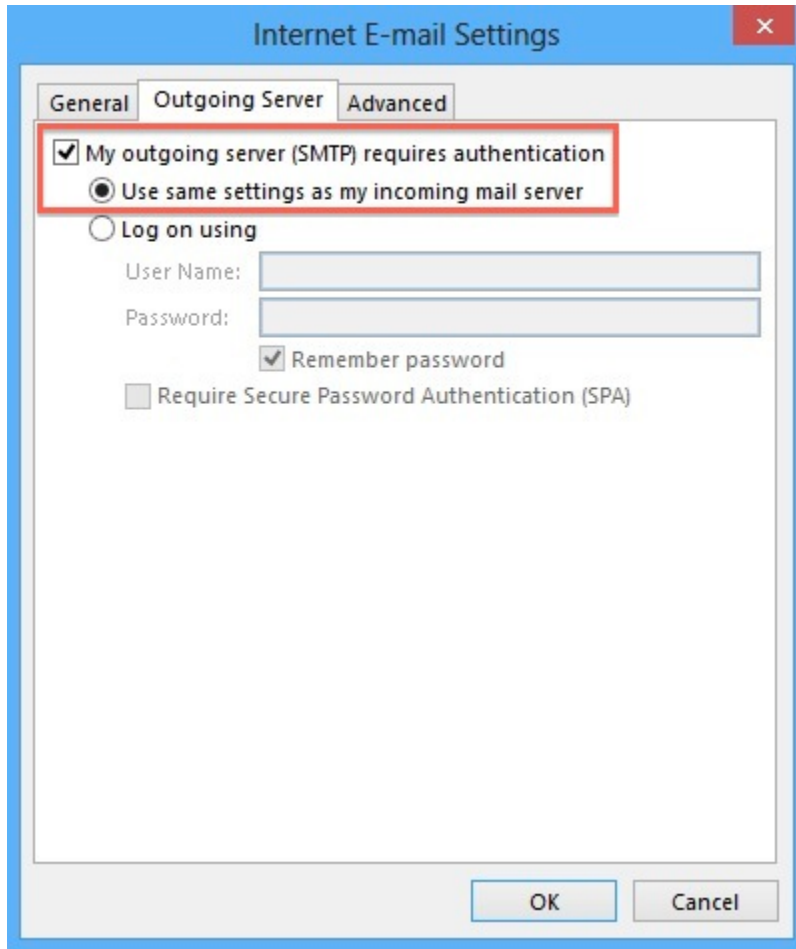 Internet E-mail Settings
General Outgoing Server Advanced
My outgoing server (SMTP) requires authentication
Use same settings as my incoming mail server
Log on using
User Name:
Password:
Remember password
Require Secure Password Authentication (SPA)
OK Cancel